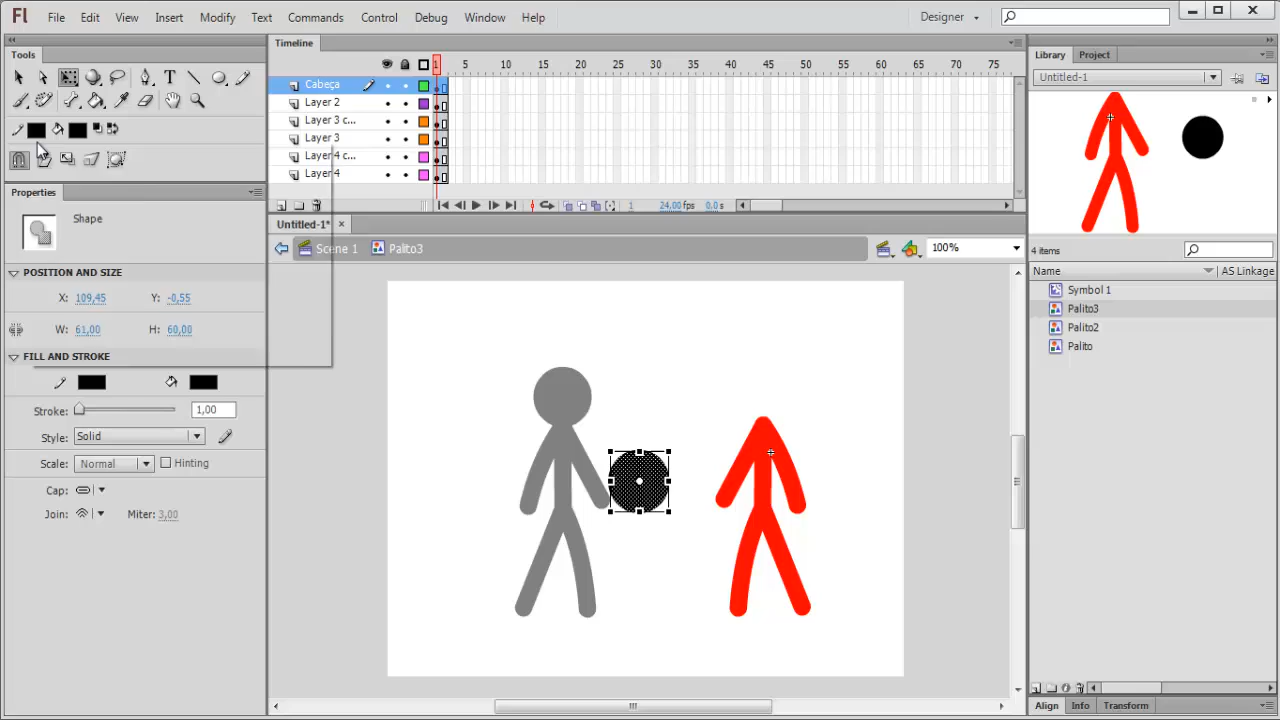 Fl File Edit View Insert Modify Text Commands Control Debug Window Help Designer
Tools
Timeline
Library Project
1 5 10 15 20 25 30 35 40 45 50 55 60 65 70 75
Untitled-1
Cabeça
Layer 2
Layer 3 c...
Layer 3
Layer 4 c...
Layer 4
1 24,00 fps 0,0 s
Properties
Untitled-1* ×
Shape
Scene 1 Palito3 100%
4 items
POSITION AND SIZE
Name AS Linkage
X: 109,45 Y: -0,55
W: 61,00 H: 60,00
Symbol 1
Palito3
Palito2
Palito
FILL AND STROKE
Stroke: 1,00
Style: Solid
Scale: Normal Hinting
Cap:
Join: Miter: 3,00
Align Info Transform